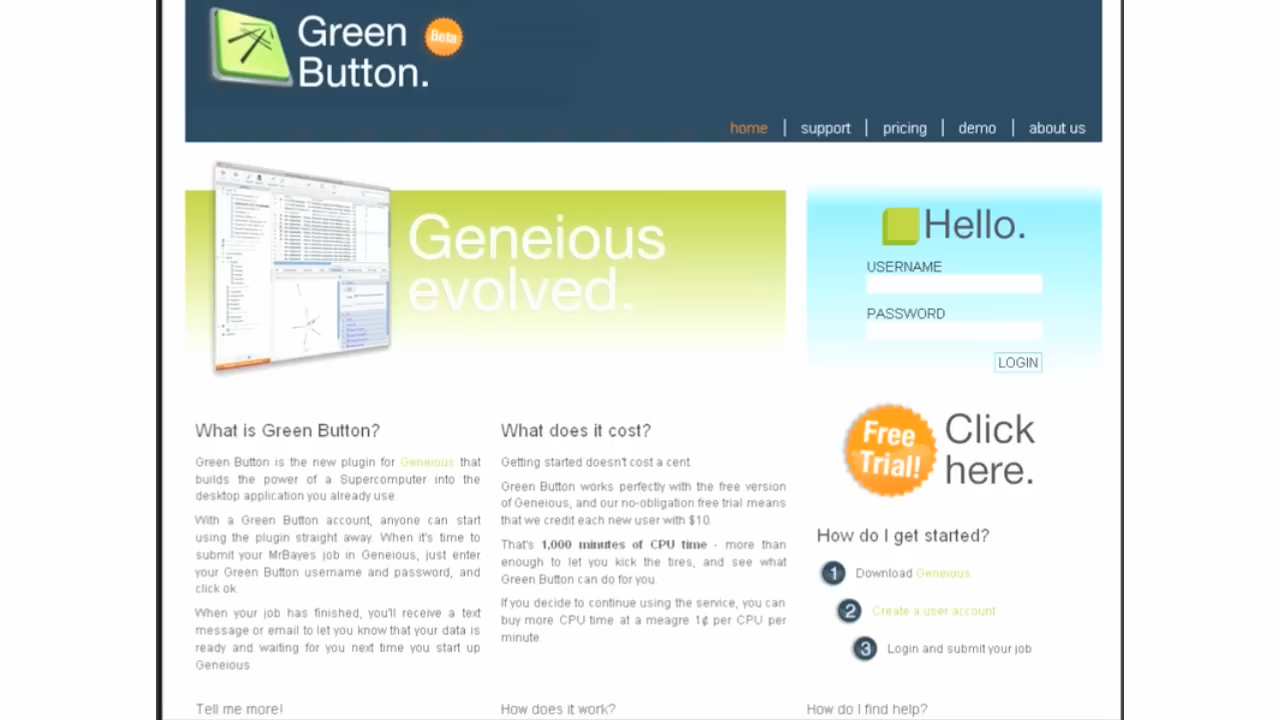 Green
Button.
Beta
home | support | pricing | demo | about us
Geneious
evolved.
Hello.
USERNAME
PASSWORD
LOGIN
Free
Trial!
Click
here.
What is Green Button?
Green Button is the new plugin for Geneious that
builds the power of a Supercomputer into the
desktop application you already use.
With a Green Button account, anyone can start
using the plugin straight away. When it's time to
submit your MrBayes job in Geneious, just enter
your Green Button username and password, and
click ok.
When your job has finished, you'll receive a text
message or email to let you know that your data is
ready and waiting for you next time you start up
Geneious.
What does it cost?
Getting started doesn't cost a cent.
Green Button works perfectly with the free version
of Geneious, and our no-obligation free trial means
that we credit each new user with $10.
That's 1,000 minutes of CPU time - more than
enough to let you kick the tires, and see what
Green Button can do for you.
If you decide to continue using the service, you can
buy more CPU time at a meagre 1¢ per CPU per
minute.
How do I get started?
1 Download Geneious
2 Create a user account
3 Login and submit your job
Tell me more!
How does it work?
How do I find help?